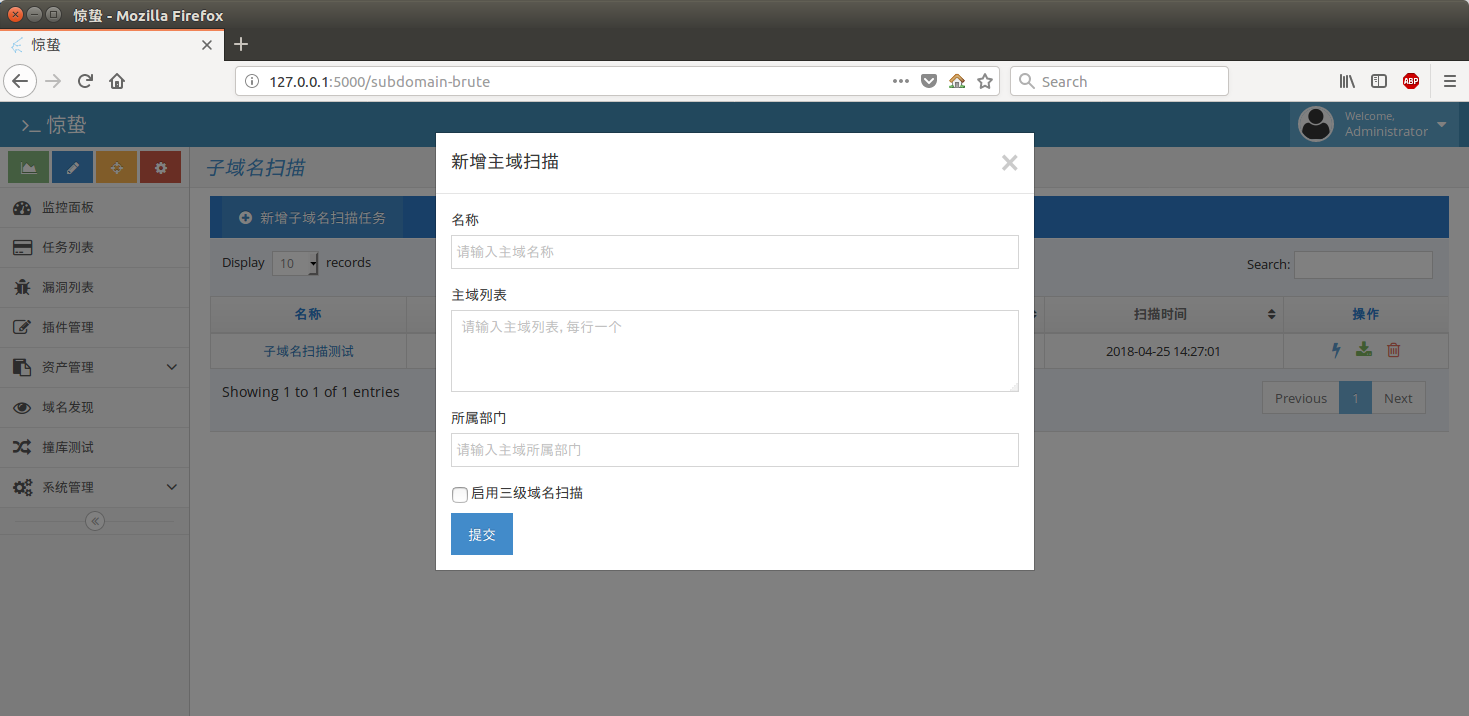 惊蛰 - Mozilla Firefox
惊蛰
127.0.0.1:5000/subdomain-brute
Search
ABP
>_ 惊蛰
Welcome,
Administrator
子域名扫描
监控面板
任务列表
漏洞列表
插件管理
资产管理
域名发现
撞库测试
系统管理
新增子域名扫描任务
Display 10 records
Search:
名称 扫描时间 操作
子域名扫描测试 2018-04-25 14:27:01
Showing 1 to 1 of 1 entries
Previous 1 Next
新增主域扫描
名称
请输入主域名称
主域列表
请输入主域列表,每行一个
所属部门
请输入主域所属部门
启用三级域名扫描
提交